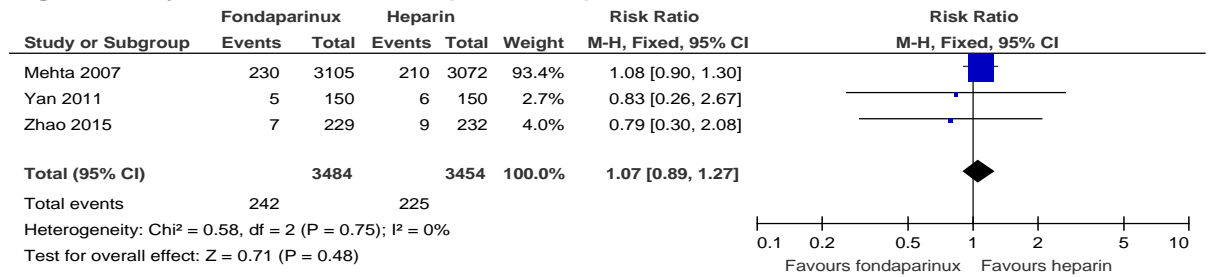 Fondaparinux Heparin Risk Ratio Risk Ratio
Study or Subgroup Events Total Events Total Weight M-H, Fixed, 95% CI M-H, Fixed, 95% CI
Mehta 2007 230 3105 210 3072 93.4% 1.08 [0.90, 1.30]
Yan 2011 5 150 6 150 2.7% 0.83 [0.26, 2.67]
Zhao 2015 7 229 9 232 4.0% 0.79 [0.30, 2.08]
Total (95% CI) 3484 3454 100.0% 1.07 [0.89, 1.27]
Total events 242 225
Heterogeneity: Chi² = 0.58, df = 2 (P = 0.75); I² = 0%
Test for overall effect: Z = 0.71 (P = 0.48)
0.1 0.2 0.5 1 2 5 10
Favours fondaparinux Favours heparin